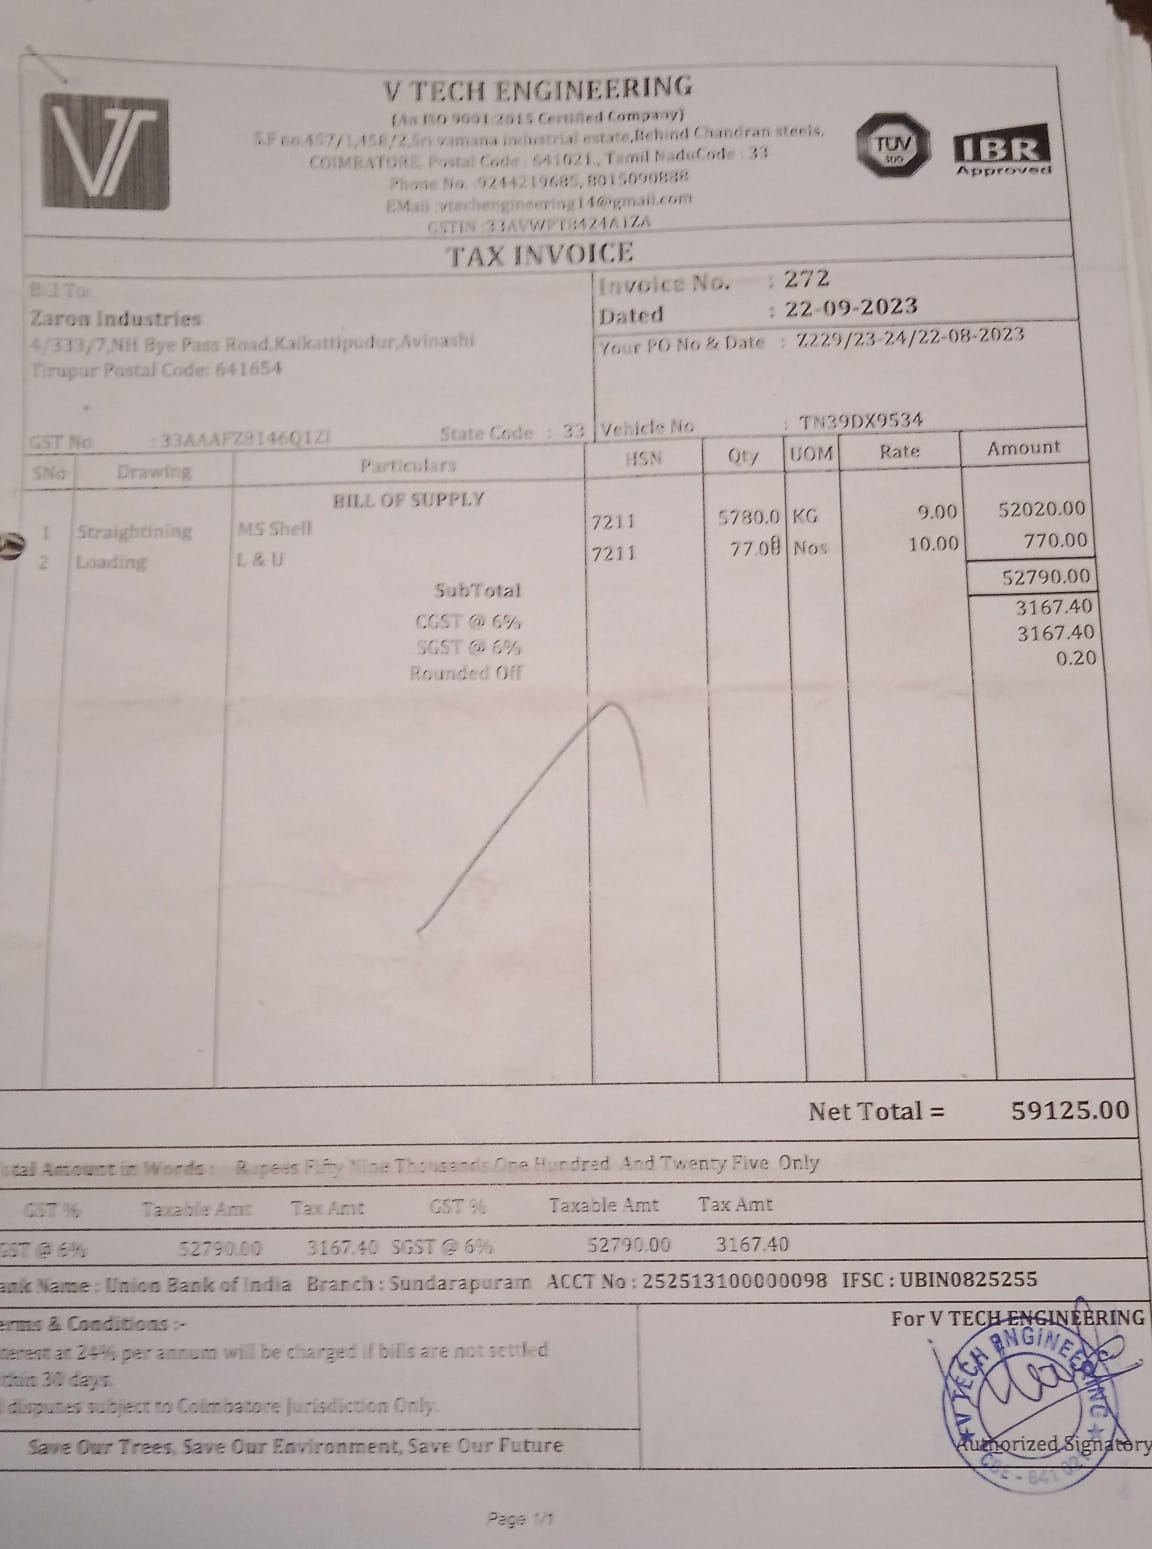 V TECH ENGINEERING
(An ISO 9001:2015 Certified Company)
S.F no.457/1,458/2,Sri vamana industrial estate,Behind Chandran steels,
COIMBATORE Postal Code : 641021., Tamil NaduCode : 33
Phone No. :9244219685, 8015090888
EMail :vtechengineering14@gmail.com
GSTIN :33AVWPT8424A1ZA
TUV
SUD
IBR
Approved
TAX INVOICE
Bill To:
Zaron Industries
4/333/7,NH Bye Pass Road,Kaikattipudur,Avinashi
Tirupur Postal Code: 641654
Invoice No. : 272
Dated : 22-09-2023
Your PO No & Date : Z229/23-24/22-08-2023
GST No : 33AAAFZ8146Q1ZI State Code : 33 Vehicle No : TN39DX9534
SNo Drawing Particulars HSN Qty UOM Rate Amount
BILL OF SUPPLY
1 Straightining MS Shell 7211 5780.0 KG 9.00 52020.00
2 Loading L & U 7211 77.00 Nos 10.00 770.00
SubTotal 52790.00
CGST @ 6% 3167.40
SGST @ 6% 3167.40
Rounded Off 0.20
Net Total = 59125.00
Total Amount in Words : Rupees Fifty Nine Thousands One Hundred And Twenty Five Only
GST % Taxable Amt Tax Amt GST % Taxable Amt Tax Amt
GST @ 6% 52790.00 3167.40 SGST @ 6% 52790.00 3167.40
ank Name : Union Bank of India Branch : Sundarapuram ACCT No : 252513100000098 IFSC : UBIN0825255
erms & Conditions :-
terest at 24% per annum will be charged if bills are not settled
thin 30 days.
disputes subject to Coimbatore Jurisdiction Only.
Save Our Trees, Save Our Environment, Save Our Future
For V TECH ENGINEERING
V TECH ENGINEERING
CBE - 641 021
Authorized Signatory
Page 1/1